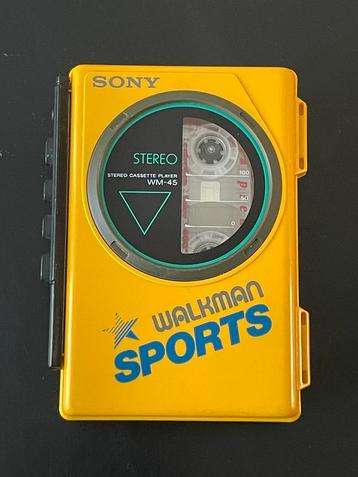 SONY
STEREO
STEREO CASSETTE PLAYER
WM-45
100
50
0
WALKMAN
SPORTS